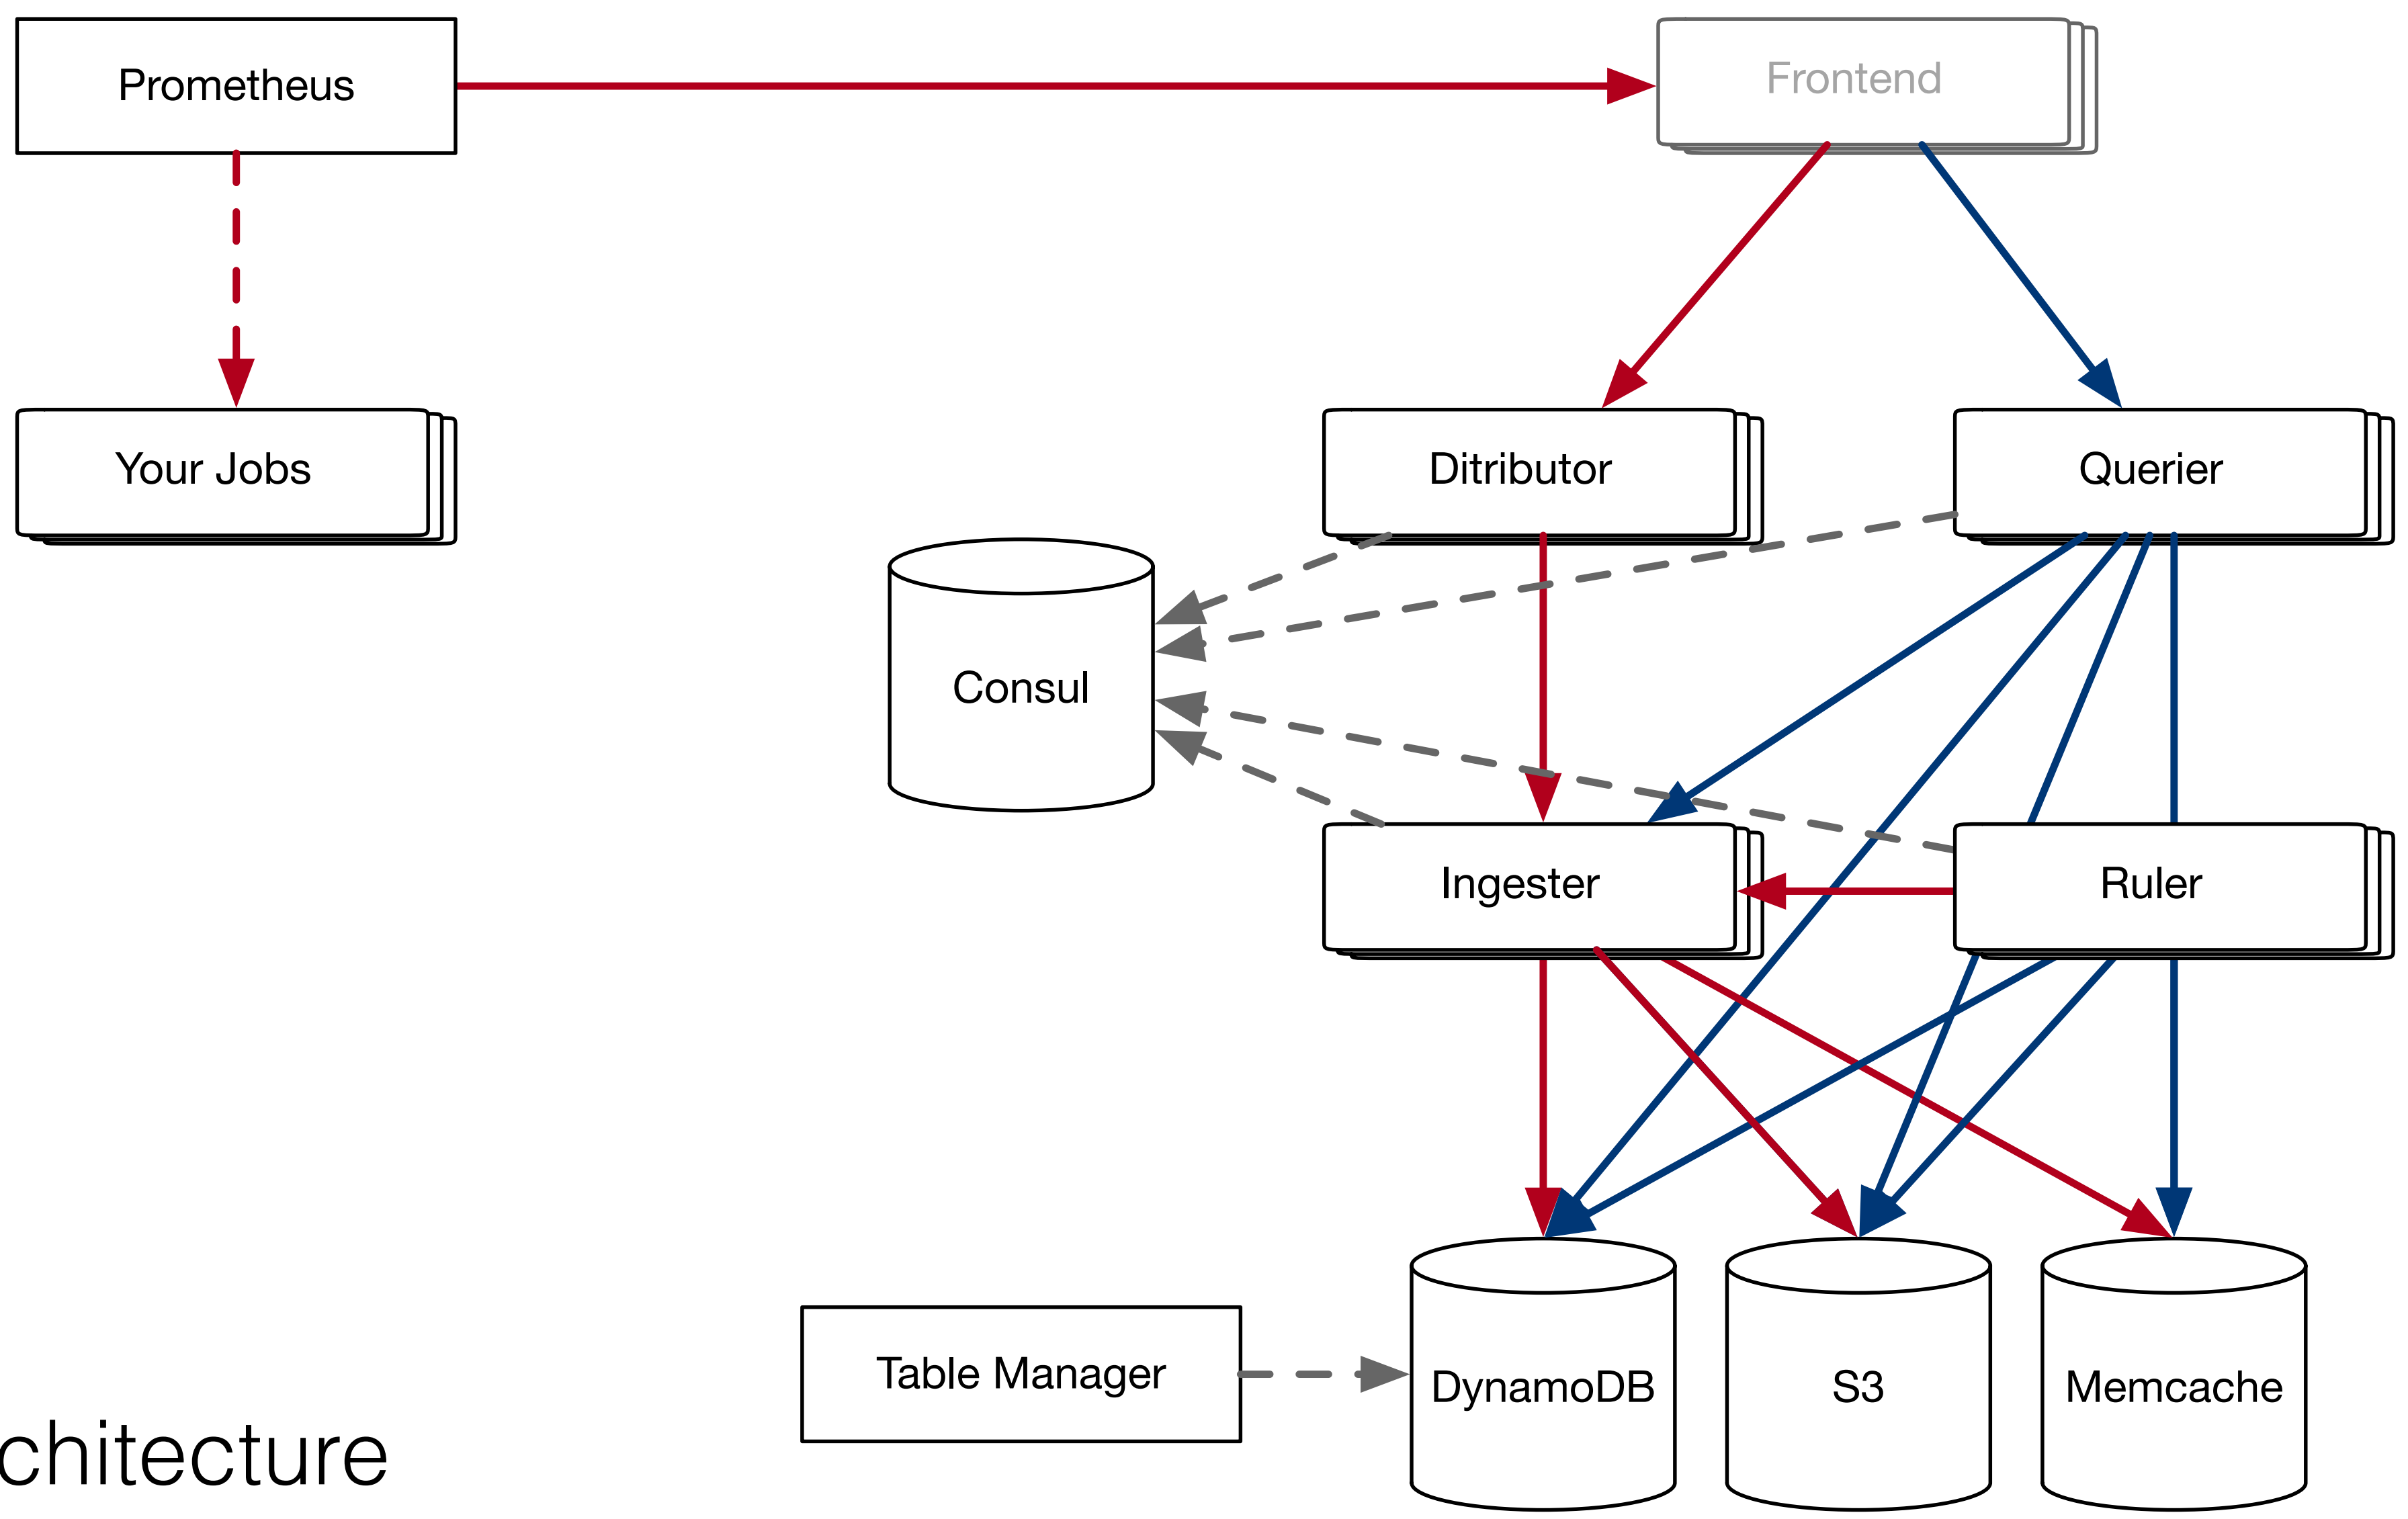 Prometheus
Frontend
Your Jobs
Ditributor
Querier
Consul
Ingester
Ruler
Table Manager
DynamoDB
S3
Memcache
chitecture